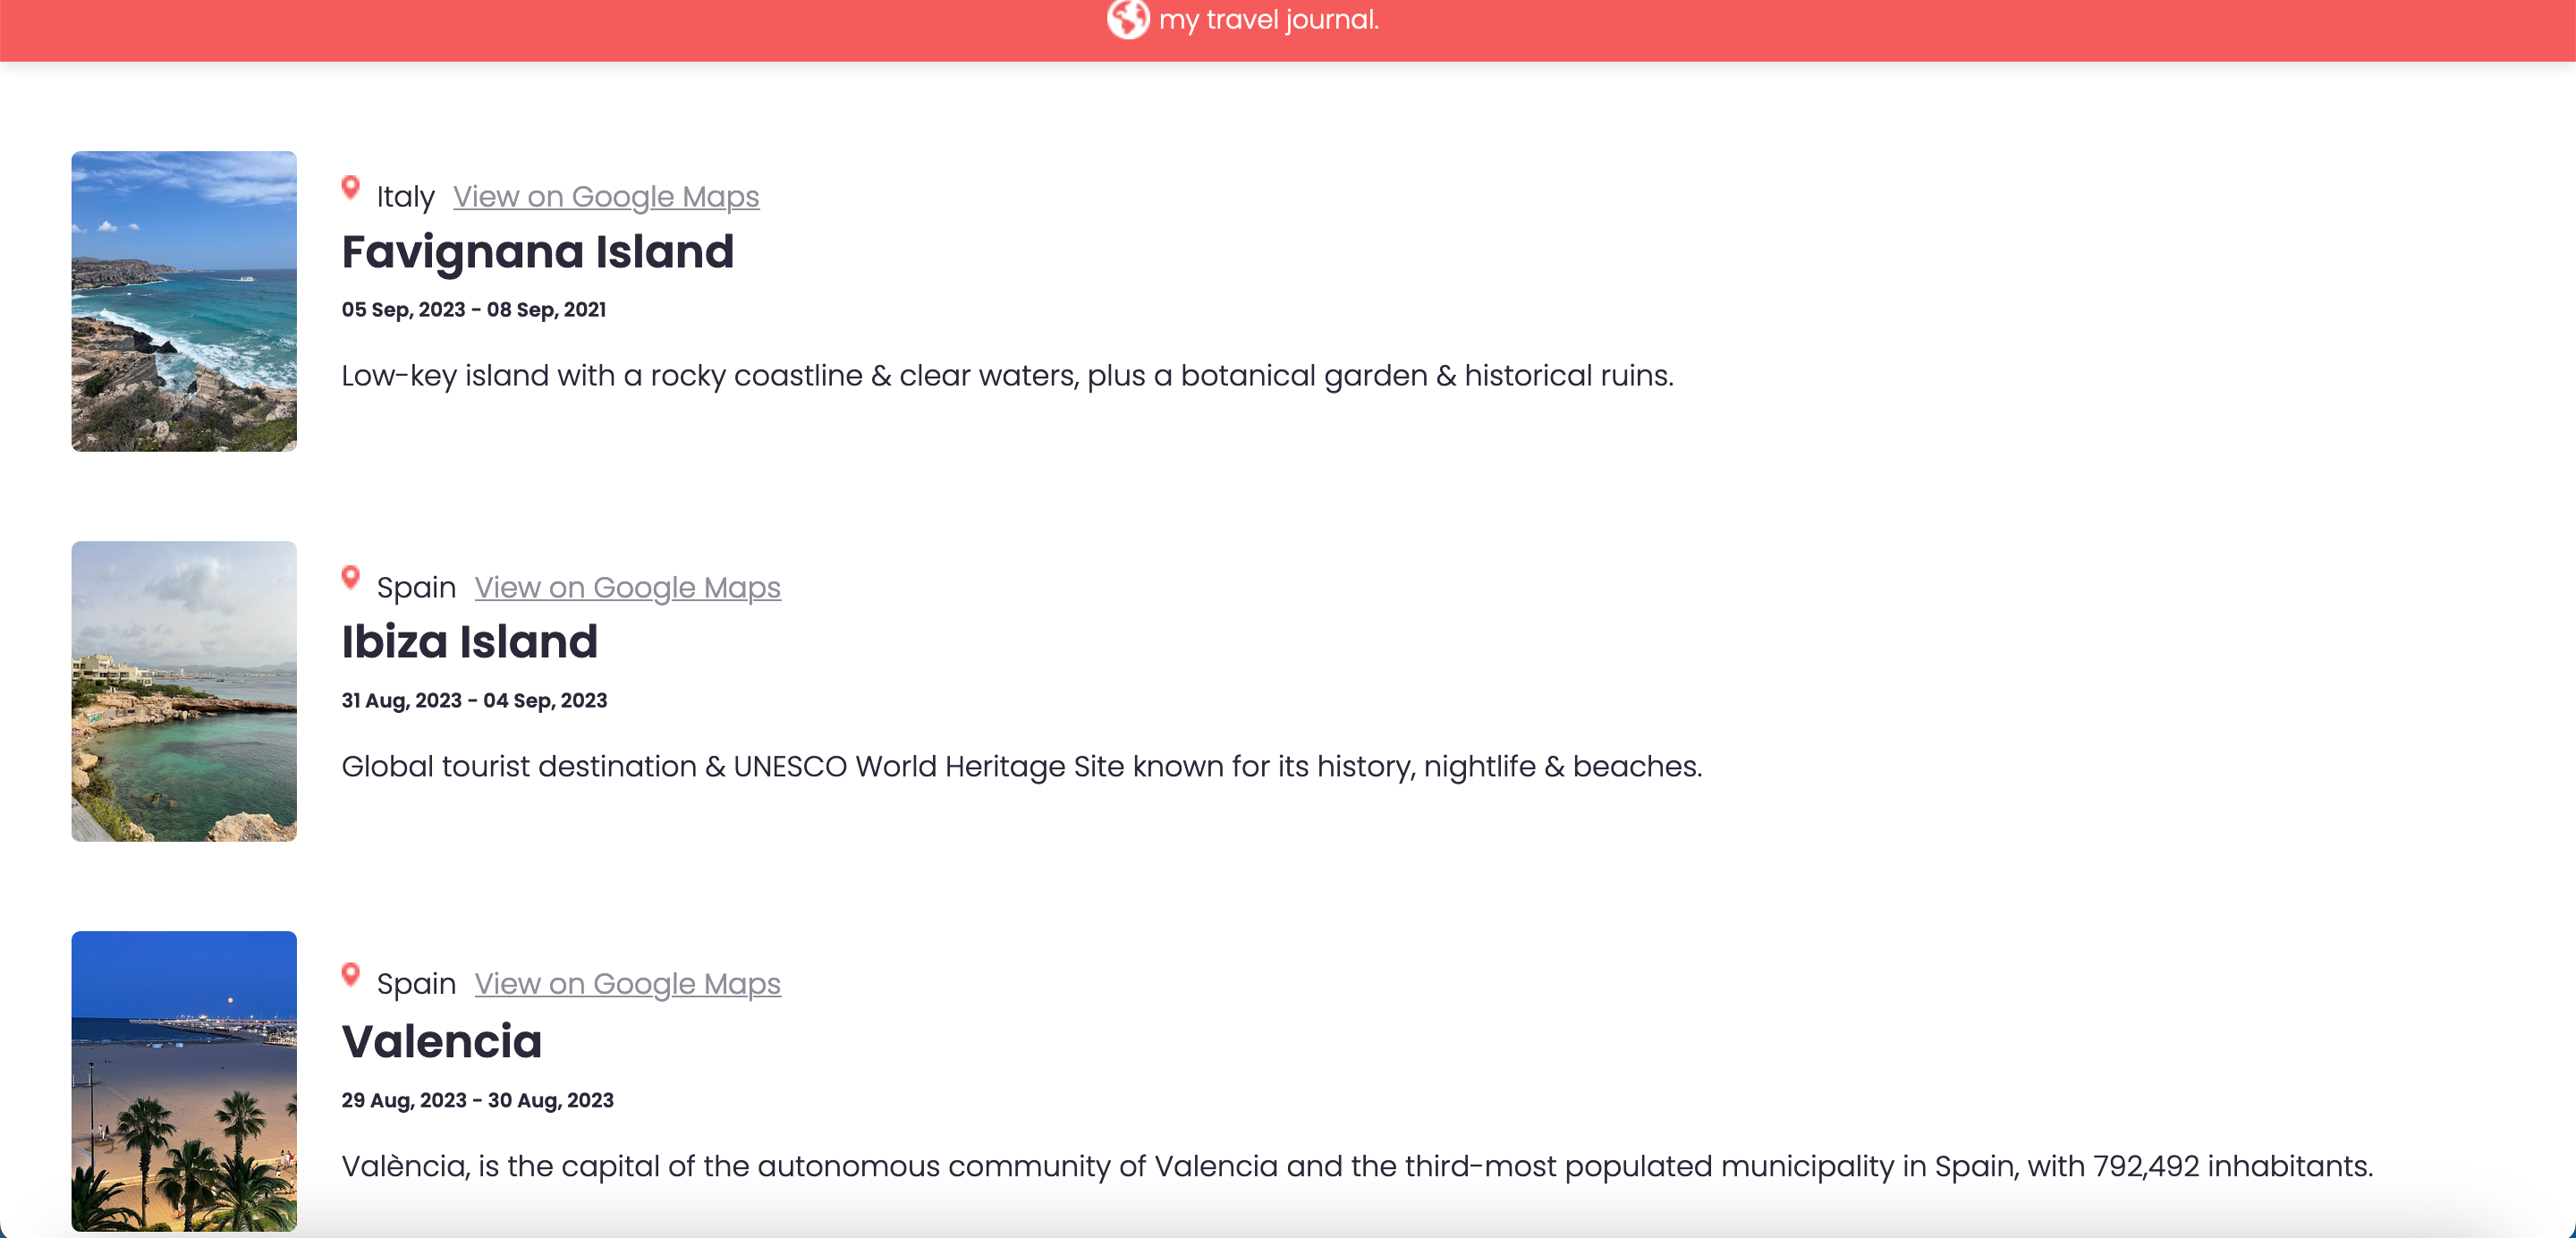 my travel journal.
Italy View on Google Maps
Favignana Island
05 Sep, 2023 - 08 Sep, 2021
Low-key island with a rocky coastline & clear waters, plus a botanical garden & historical ruins.
Spain View on Google Maps
Ibiza Island
31 Aug, 2023 - 04 Sep, 2023
Global tourist destination & UNESCO World Heritage Site known for its history, nightlife & beaches.
Spain View on Google Maps
Valencia
29 Aug, 2023 - 30 Aug, 2023
València, is the capital of the autonomous community of Valencia and the third-most populated municipality in Spain, with 792,492 inhabitants.